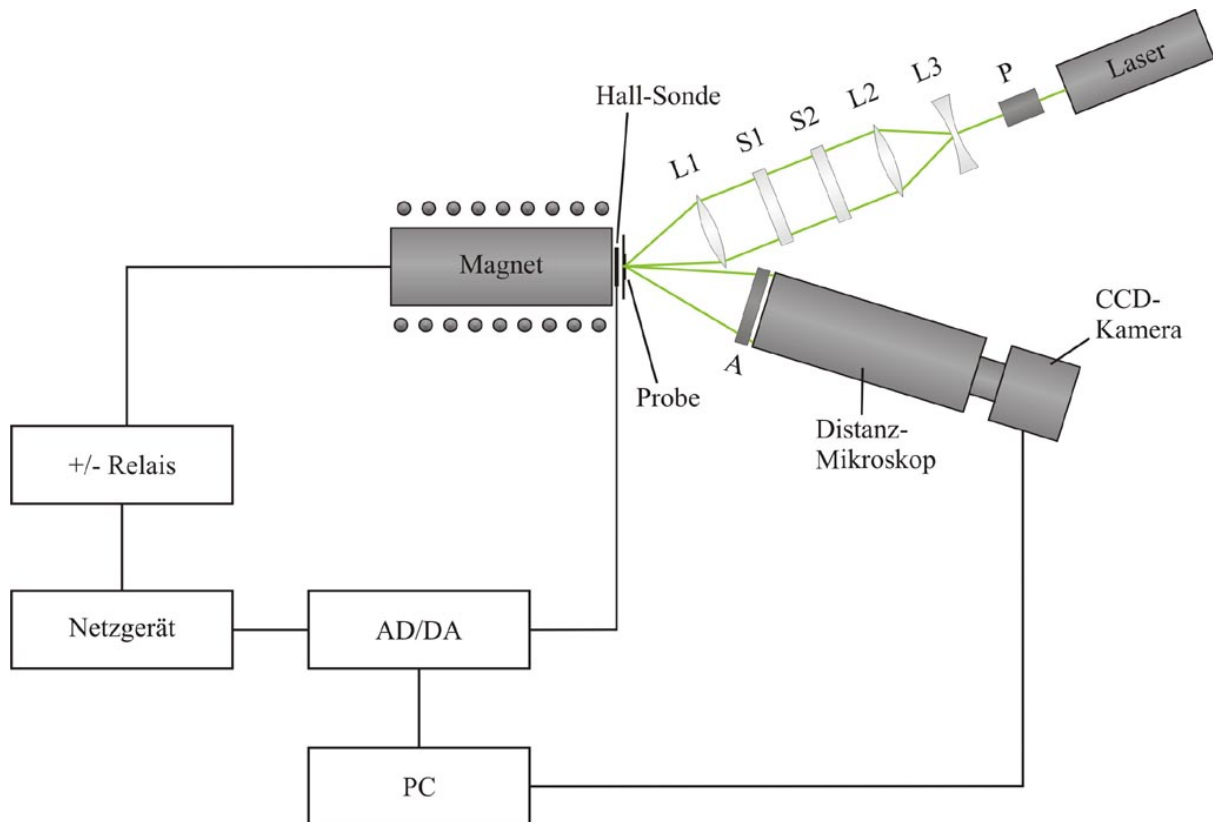 Laser
P
L3
L2
S2
S1
L1
Hall-Sonde
Magnet
CCD-
Kamera
A
Probe
Distanz-
Mikroskop
+/- Relais
Netzgerät
AD/DA
PC